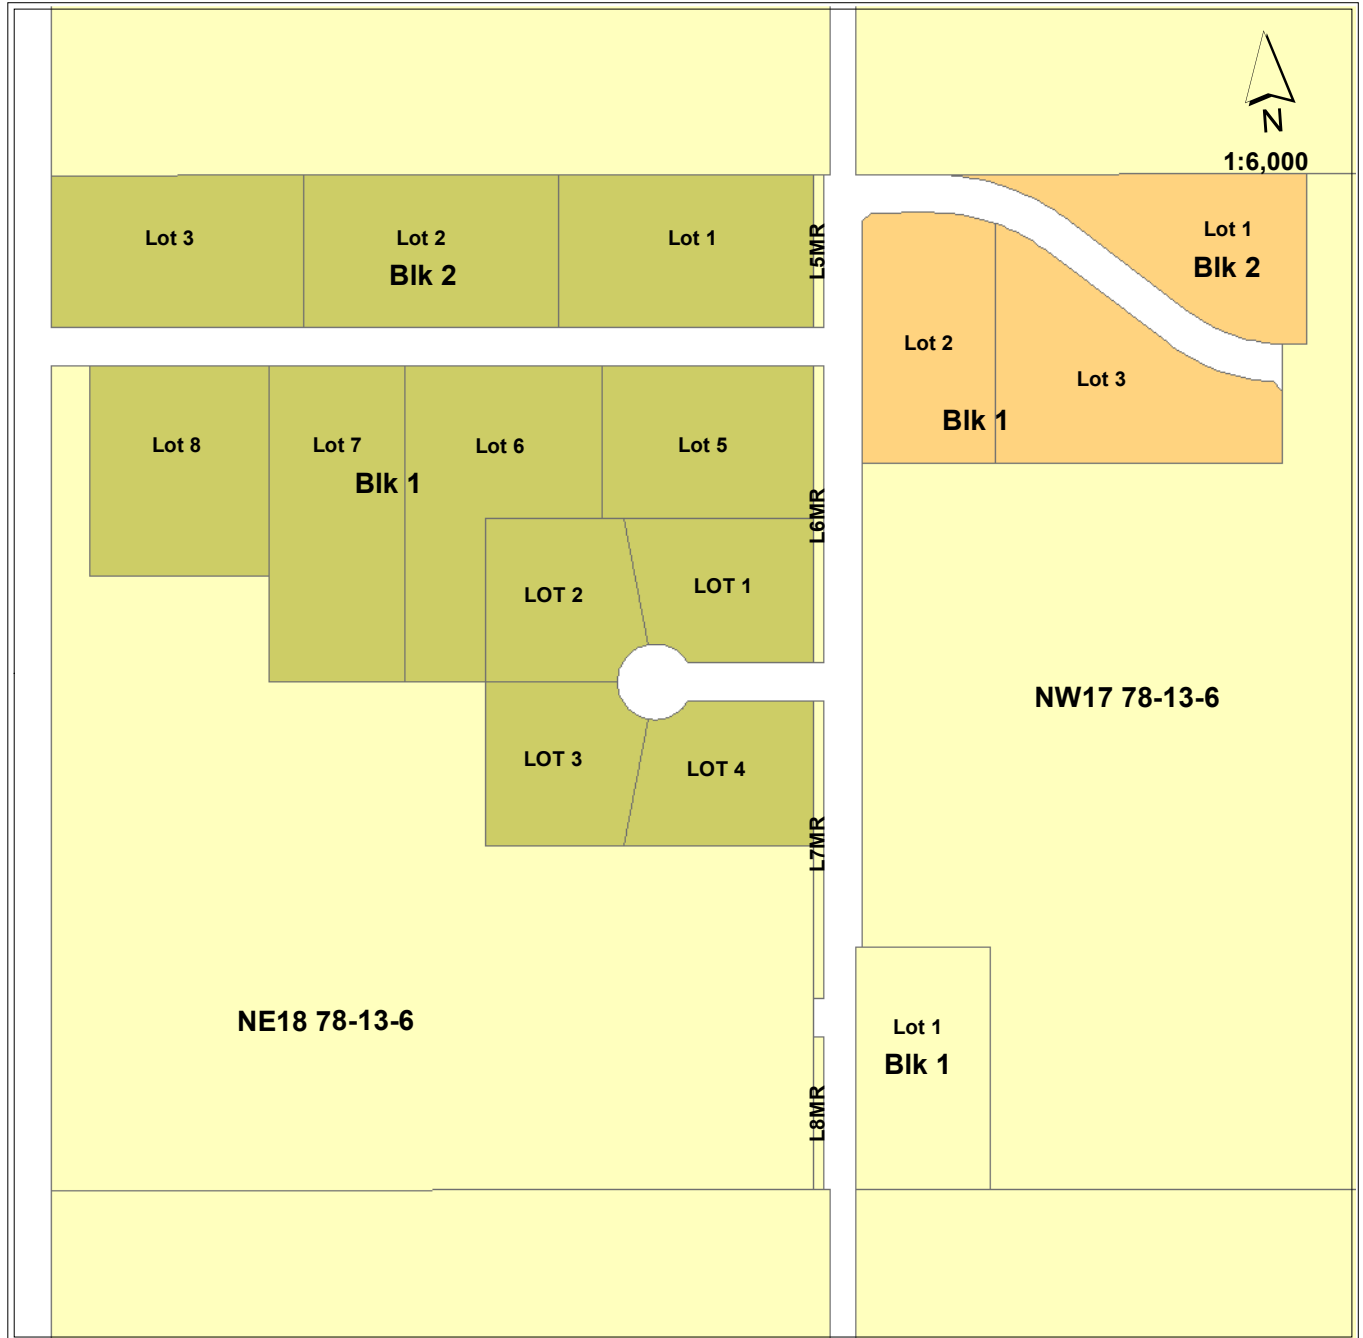 N
1:6,000
Lot 3
Lot 2
Lot 1
Blk 2
L5MR
Lot 1
Blk 2
Lot 2
Lot 3
Blk 1
Lot 8
Lot 7
Lot 6
Lot 5
Blk 1
L6MR
LOT 2
LOT 1
NW17 78-13-6
LOT 3
LOT 4
L7MR
NE18 78-13-6
Lot 1
Blk 1
L8MR